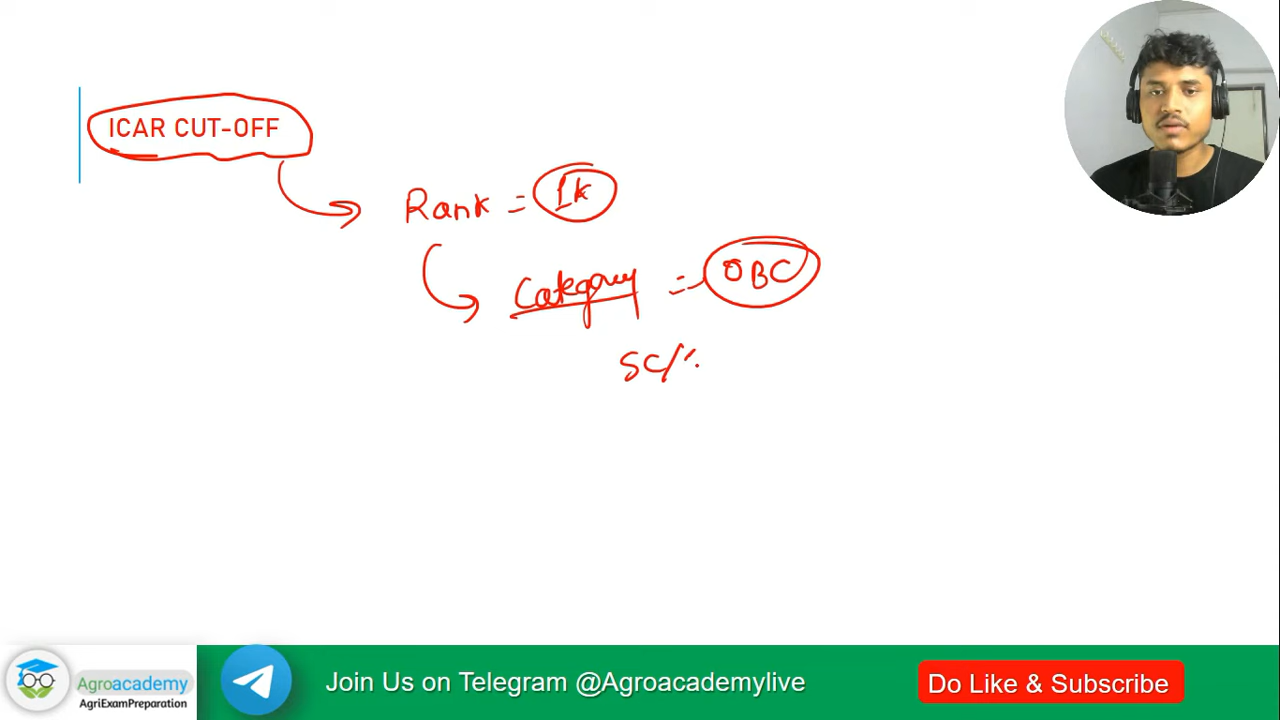 ICAR CUT-OFF
Rank = 1k
Category = OBC
SC/
Agroacademy
AgriExamPreparation
Join Us on Telegram @Agroacademylive
Do Like & Subscribe